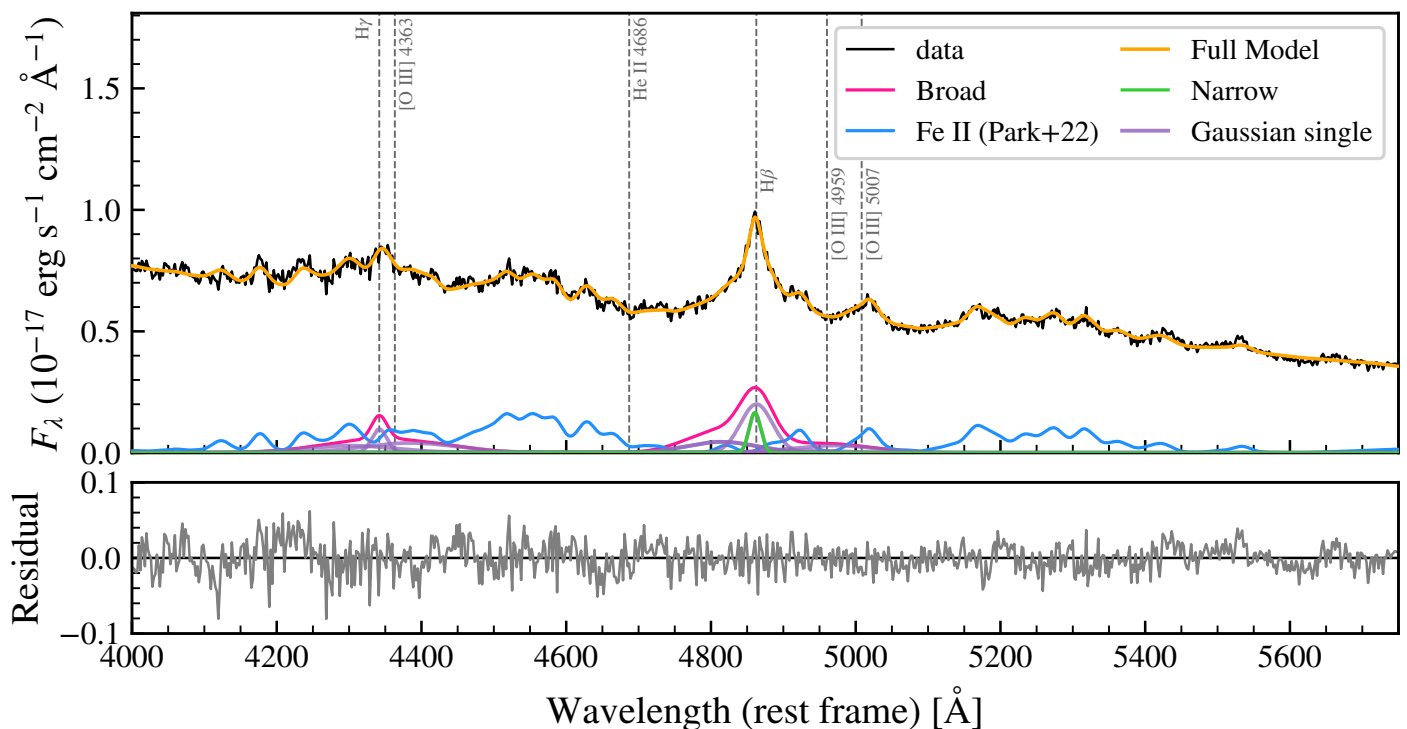 data
Broad
Fe II (Park+22)
Full Model
Narrow
Gaussian single
Hγ
[O III] 4363
He II 4686
Hβ
[O III] 4959
[O III] 5007
F_λ (10⁻¹⁷ erg s⁻¹ cm⁻² Å⁻¹)
1.5
1.0
0.5
0.0
Residual
0.1
0.0
−0.1
4000 4200 4400 4600 4800 5000 5200 5400 5600
Wavelength (rest frame) [Å]